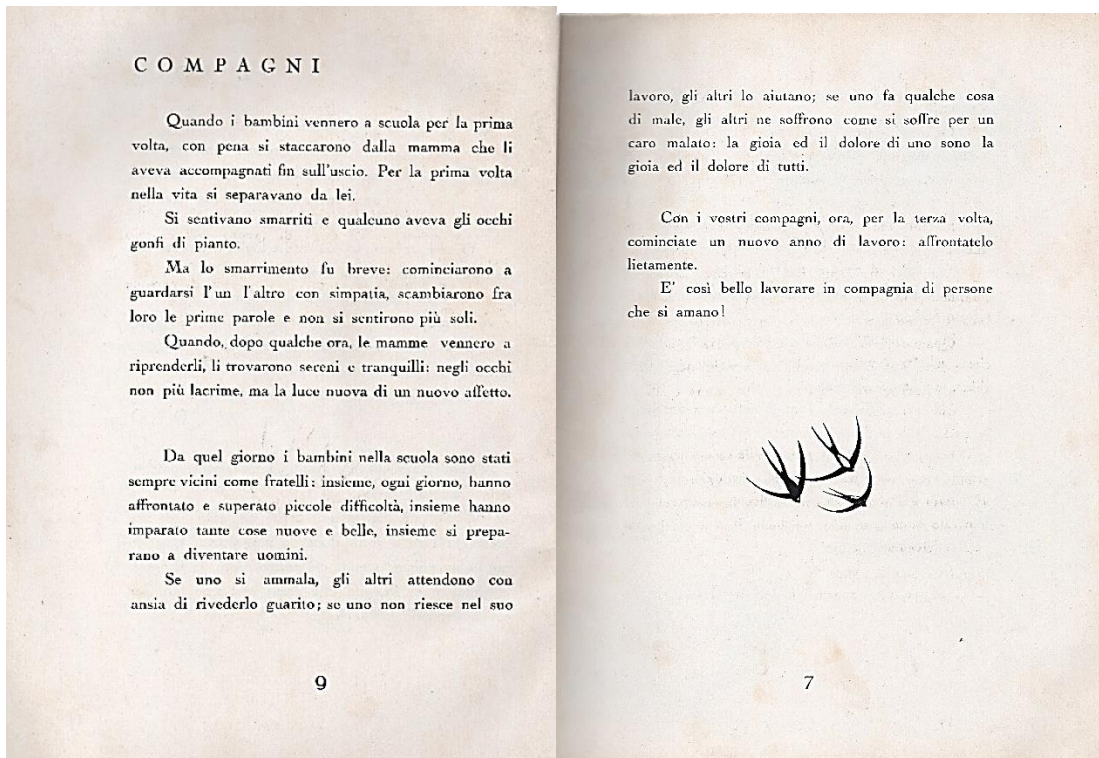 COMPAGNI
Quando i bambini vennero a scuola per la prima
volta, con pena si staccarono dalla mamma che li
aveva accompagnati fin sull'uscio. Per la prima volta
nella vita si separavano da lei.
Si sentivano smarriti e qualcuno aveva gli occhi
gonfi di pianto.
Ma lo smarrimento fu breve: cominciarono a
guardarsi l'un l'altro con simpatia, scambiarono fra
loro le prime parole e non si sentirono più soli.
Quando, dopo qualche ora, le mamme vennero a
riprenderli, li trovarono sereni e tranquilli: negli occhi
non più lacrime, ma la luce nuova di un nuovo affetto.
Da quel giorno i bambini nella scuola sono stati
sempre vicini come fratelli: insieme, ogni giorno, hanno
affrontato e superato piccole difficoltà, insieme hanno
imparato tante cose nuove e belle, insieme si prepa-
rano a diventare uomini.
Se uno si ammala, gli altri attendono con
ansia di rivederlo guarito; se uno non riesce nel suo
9
lavoro, gli altri lo aiutano; se uno fa qualche cosa
di male, gli altri ne soffrono come si soffre per un
caro malato: la gioia ed il dolore di uno sono la
gioia ed il dolore di tutti.
Con i vostri compagni, ora, per la terza volta,
cominciate un nuovo anno di lavoro: affrontatelo
lietamente.
E' così bello lavorare in compagnia di persone
che si amano!
7